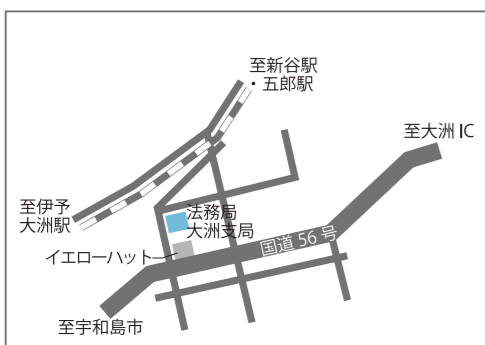 至新谷駅
・五郎駅
至大洲 IC
至伊予
大洲駅
法務局
大洲支局
国道 56 号
イエローハット
至宇和島市